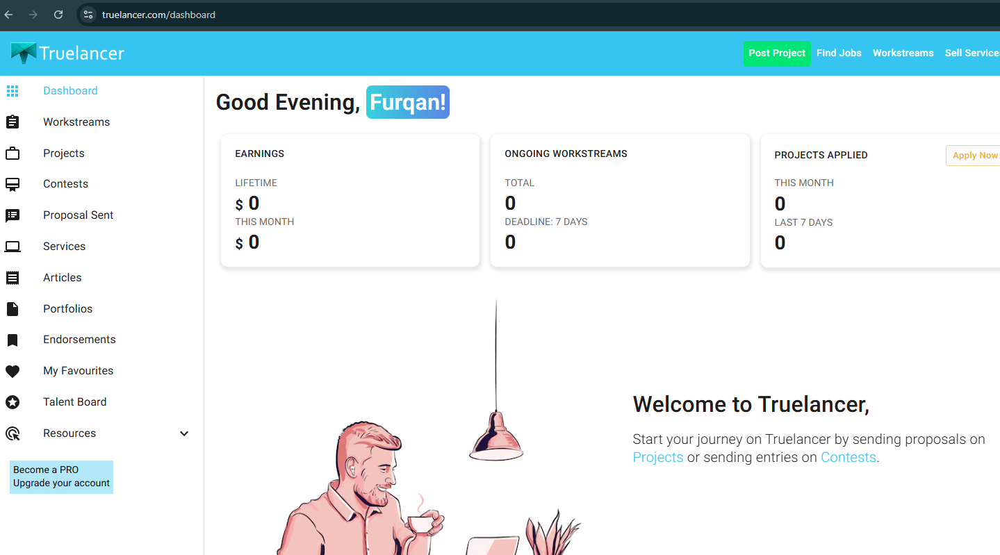 truelancer.com/dashboard
Truelancer
Post Project
Find Jobs
Workstreams
Sell Service
Dashboard
Workstreams
Projects
Contests
Proposal Sent
Services
Articles
Portfolios
Endorsements
My Favourites
Talent Board
Resources
Become a PRO
Upgrade your account
Good Evening, Furqan!
EARNINGS
LIFETIME
$ 0
THIS MONTH
$ 0
ONGOING WORKSTREAMS
TOTAL
0
DEADLINE: 7 DAYS
0
PROJECTS APPLIED
Apply Now
THIS MONTH
0
LAST 7 DAYS
0
Welcome to Truelancer,
Start your journey on Truelancer by sending proposals on
Projects or sending entries on Contests.